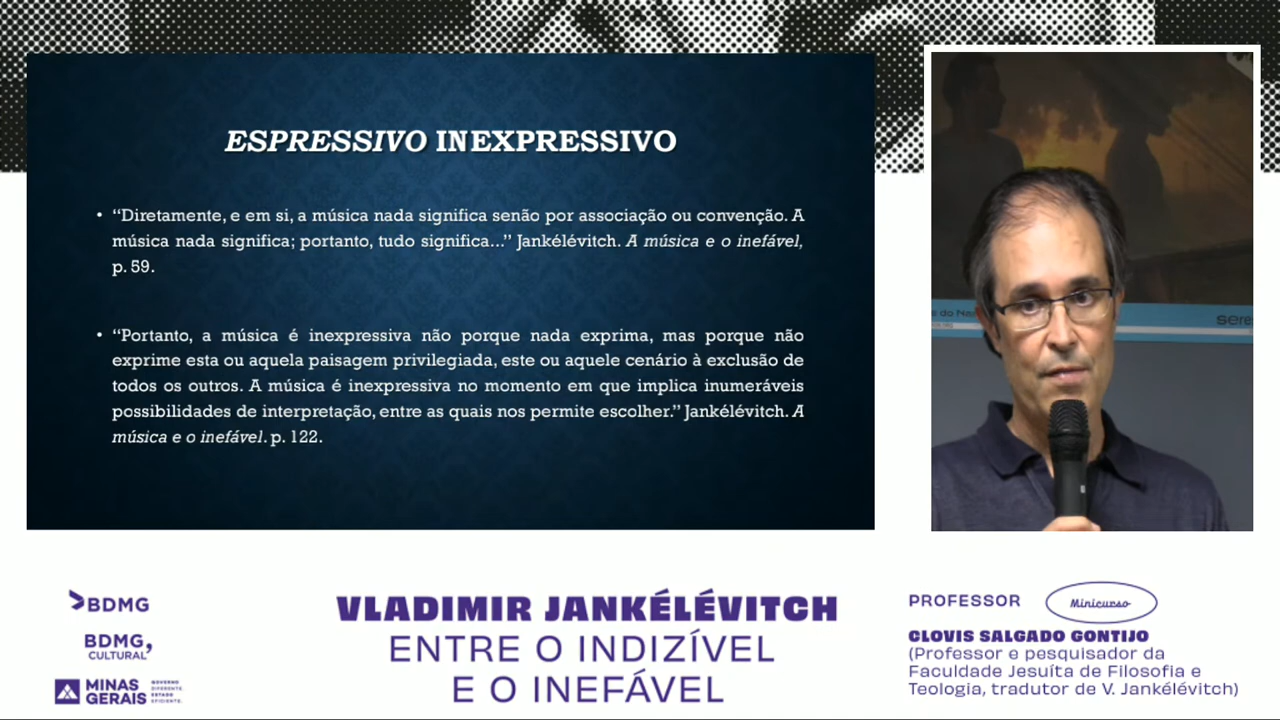 ESPRESSIVO INEXPRESSIVO
• “Diretamente, e em si, a música nada significa senão por associação ou convenção. A
música nada significa; portanto, tudo significa...” Jankélévitch. A música e o inefável,
p. 59.
• “Portanto, a música é inexpressiva não porque nada exprima, mas porque não
exprime esta ou aquela paisagem privilegiada, este ou aquele cenário à exclusão de
todos os outros. A música é inexpressiva no momento em que implica inumeráveis
possibilidades de interpretação, entre as quais nos permite escolher.” Jankélévitch. A
música e o inefável. p. 122.
BDMG
BDMG,
CULTURAL
MINAS
GERAIS
GOVERNO
DIFERENTE.
ESTADO
EFICIENTE.
VLADIMIR JANKÉLÉVITCH
ENTRE O INDIZÍVEL
E O INEFÁVEL
PROFESSOR
Minicurso
CLOVIS SALGADO GONTIJO
(Professor e pesquisador da
Faculdade Jesuíta de Filosofia e
Teologia, tradutor de V. Jankélévitch)